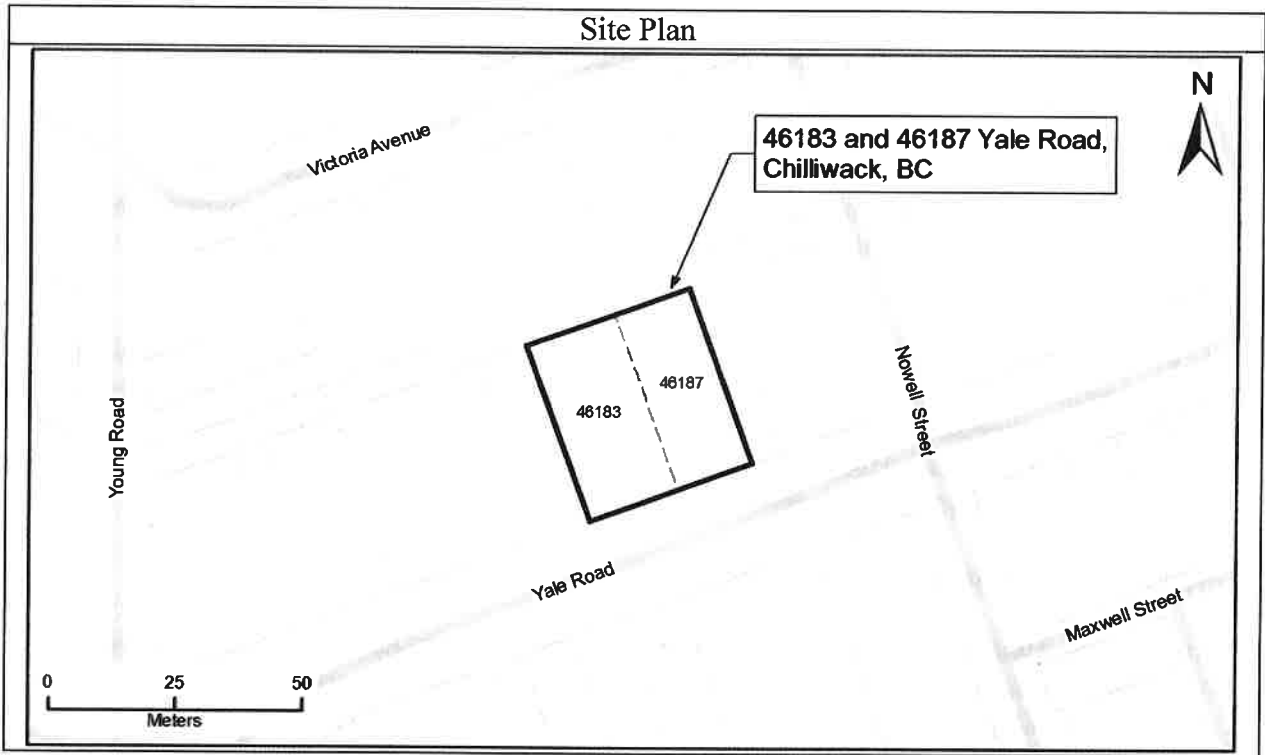 Site Plan
N
46183 and 46187 Yale Road,
Chilliwack, BC
Victoria Avenue
Young Road
46183
46187
Nowell Street
Yale Road
Maxwell Street
0 25 50
Meters